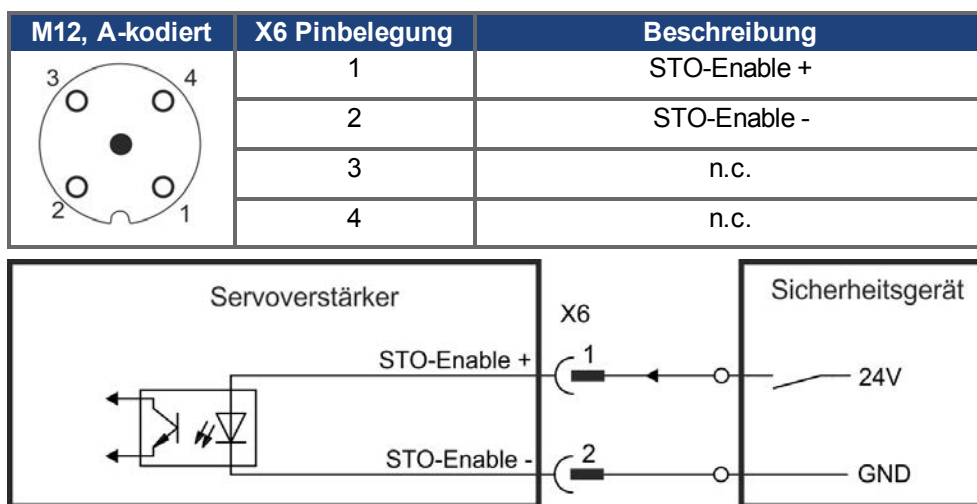 M12, A-kodiert X6 Pinbelegung Beschreibung
3 4
2 1
1 STO-Enable +
2 STO-Enable -
3 n.c.
4 n.c.
Servoverstärker Sicherheitsgerät
X6
STO-Enable + 1 24V
STO-Enable - 2 GND